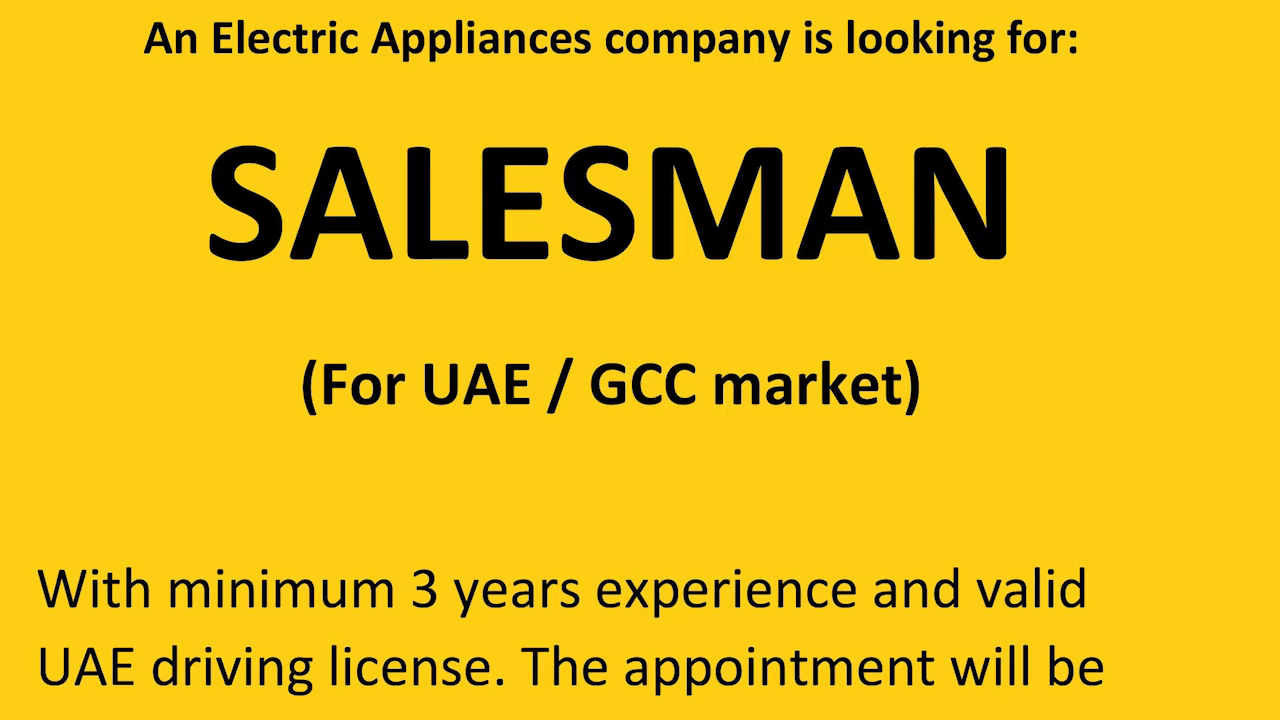 An Electric Appliances company is looking for:
SALESMAN
(For UAE / GCC market)
With minimum 3 years experience and valid
UAE driving license. The appointment will be